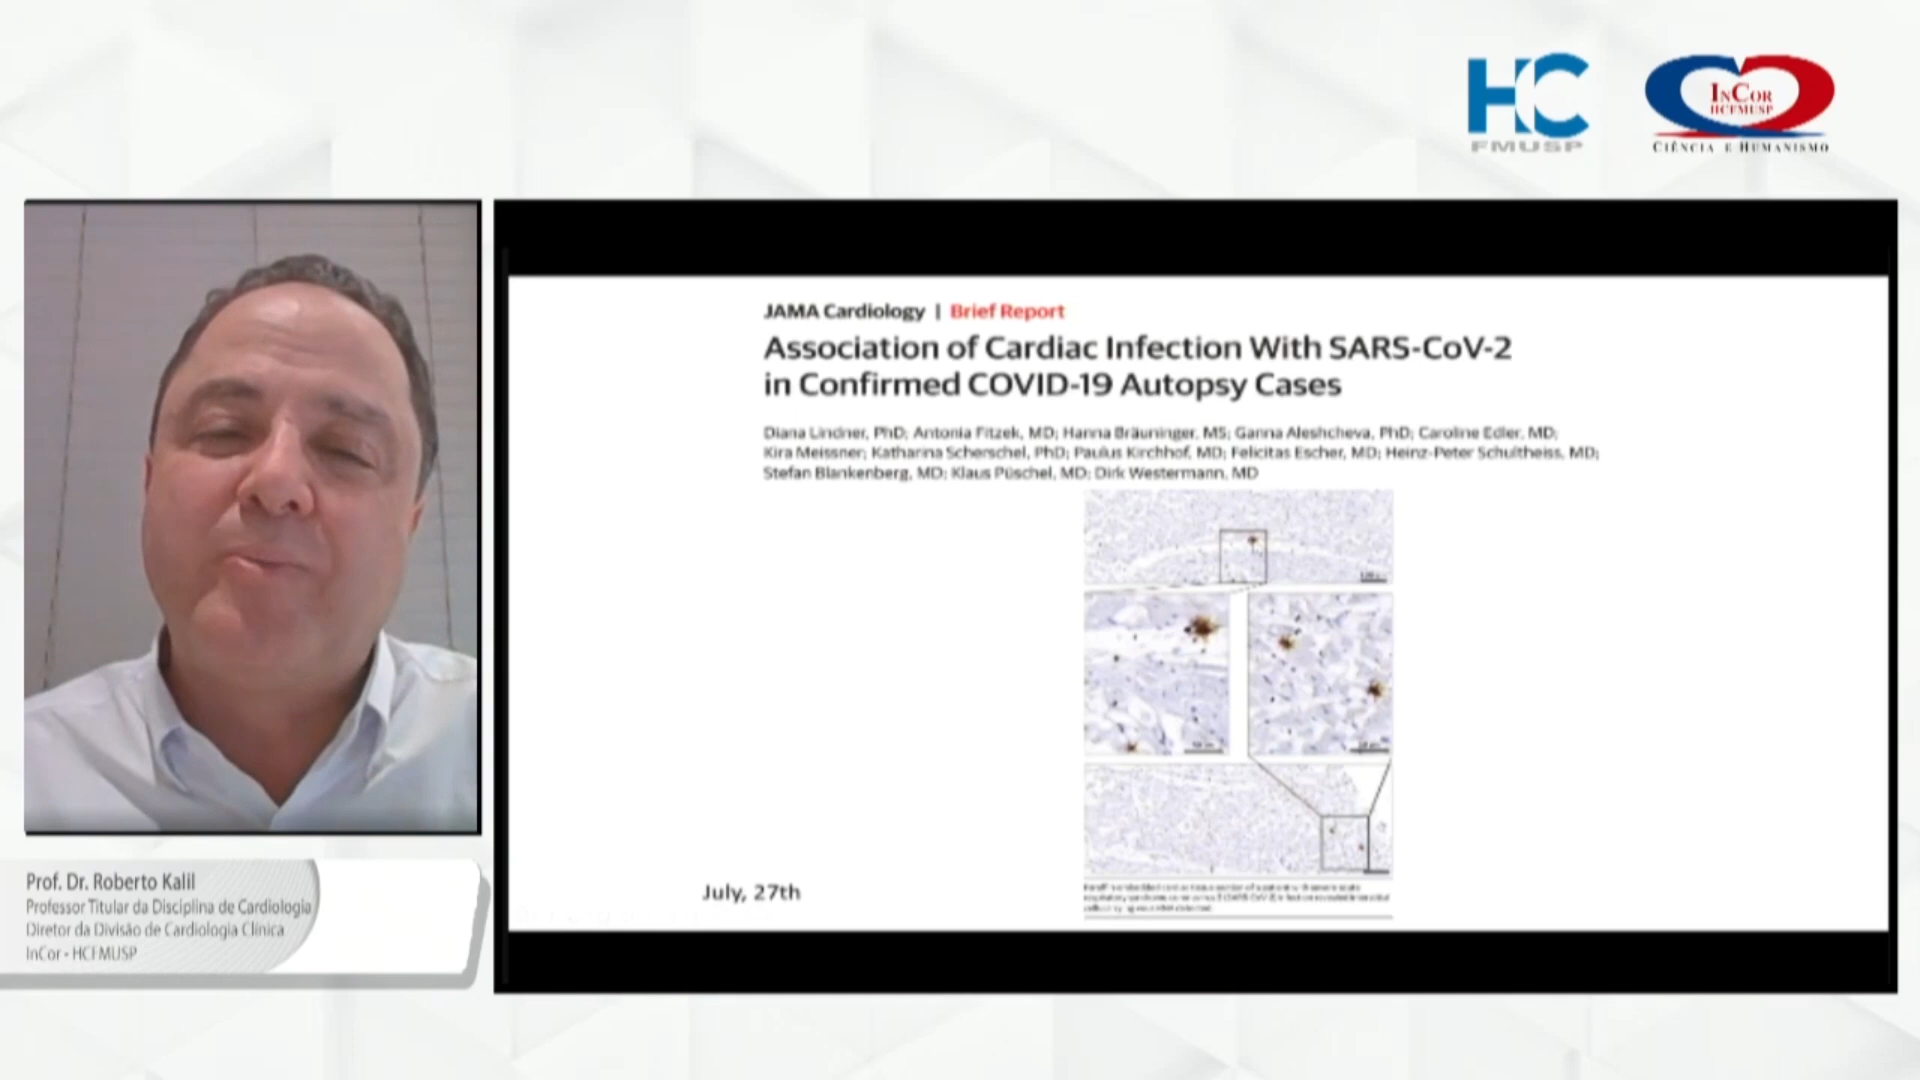 HC
FMUSP
INCOR
HCFMUSP
CIÊNCIA E HUMANISMO
JAMA Cardiology | Brief Report
Association of Cardiac Infection With SARS-CoV-2
in Confirmed COVID-19 Autopsy Cases
Diana Lindner, PhD; Antonia Fitzek, MD; Hanna Bräuninger, MS; Ganna Aleshcheva, PhD; Caroline Edler, MD;
Kira Meissner; Katharina Scherschel, PhD; Paulus Kirchhof, MD; Felicitas Escher, MD; Heinz-Peter Schultheiss, MD;
Stefan Blankenberg, MD; Klaus Püschel, MD; Dirk Westermann, MD
July, 27th
Prof. Dr. Roberto Kalil
Professor Titular da Disciplina de Cardiologia
Diretor da Divisão de Cardiologia Clínica
InCor - HCFMUSP